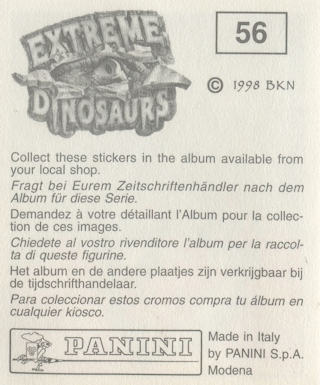 EXTREME
DINOSAURS
56
© 1998 BKN
Collect these stickers in the album available from
your local shop.
Fragt bei Eurem Zeitschriftenhändler nach dem
Album für diese Serie.
Demandez à votre détaillant l'Album pour la collec-
tion de ces images.
Chiedete al vostro rivenditore l'album per la raccol-
ta di queste figurine.
Het album en de andere plaatjes zijn verkrijgbaar bij
de tijdschrifthandelaar.
Para coleccionar estos cromos compra tu álbum en
cualquier kiosco.
PANINI
Made in Italy
by PANINI S.p.A.
Modena